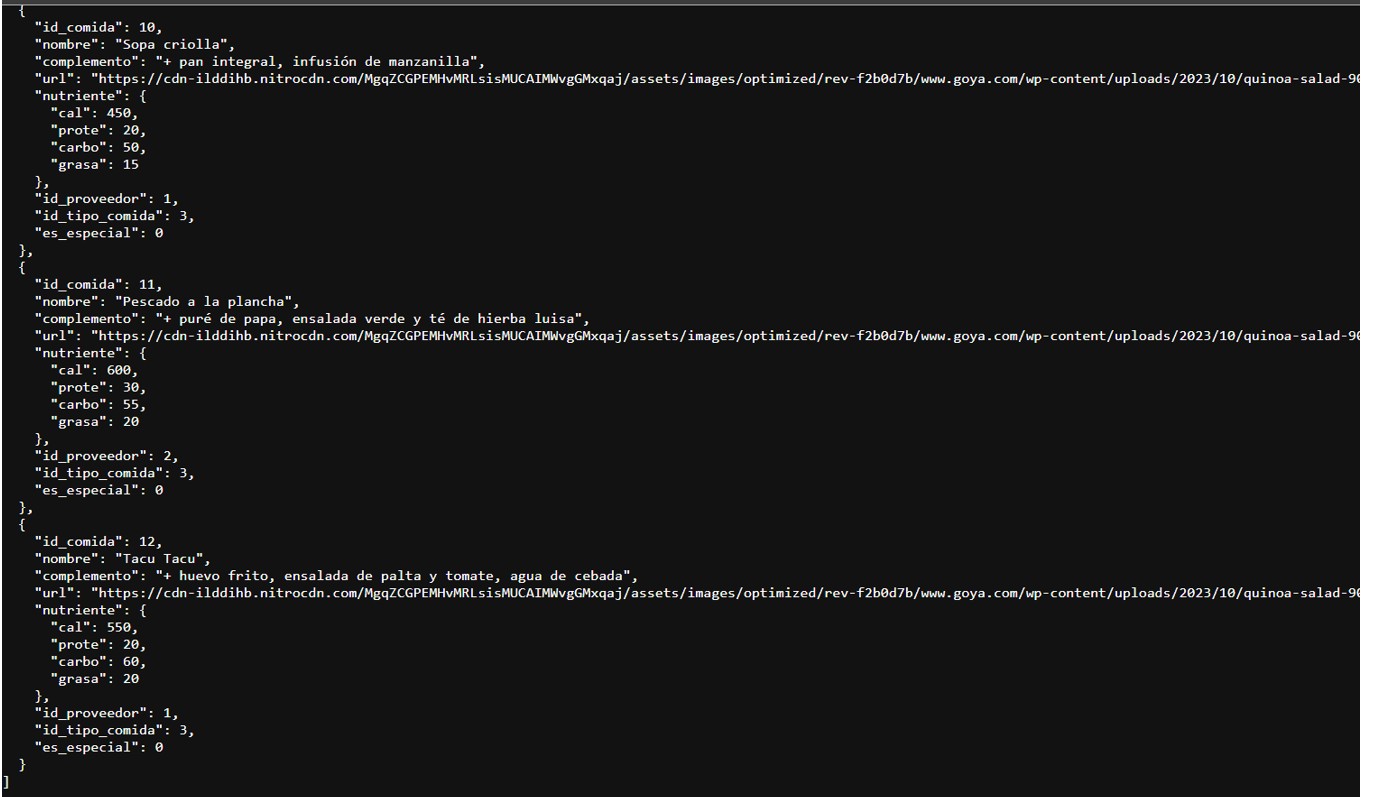 {
"id_comida": 10,
"nombre": "Sopa criolla",
"complemento": "+ pan integral, infusión de manzanilla",
"url": "https://cdn-ilddihb.nitrocdn.com/MgqZCGPEMHvMRLsisMUCAIMWvgGMxqaj/assets/images/optimized/rev-f2b0d7b/www.goya.com/wp-content/uploads/2023/10/quinoa-salad-90
"nutriente": {
"cal": 450,
"prote": 20,
"carbo": 50,
"grasa": 15
},
"id_proveedor": 1,
"id_tipo_comida": 3,
"es_especial": 0
},
{
"id_comida": 11,
"nombre": "Pescado a la plancha",
"complemento": "+ puré de papa, ensalada verde y té de hierba luisa",
"url": "https://cdn-ilddihb.nitrocdn.com/MgqZCGPEMHvMRLsisMUCAIMWvgGMxqaj/assets/images/optimized/rev-f2b0d7b/www.goya.com/wp-content/uploads/2023/10/quinoa-salad-90
"nutriente": {
"cal": 600,
"prote": 30,
"carbo": 55,
"grasa": 20
},
"id_proveedor": 2,
"id_tipo_comida": 3,
"es_especial": 0
},
{
"id_comida": 12,
"nombre": "Tacu Tacu",
"complemento": "+ huevo frito, ensalada de palta y tomate, agua de cebada",
"url": "https://cdn-ilddihb.nitrocdn.com/MgqZCGPEMHvMRLsisMUCAIMWvgGMxqaj/assets/images/optimized/rev-f2b0d7b/www.goya.com/wp-content/uploads/2023/10/quinoa-salad-90
"nutriente": {
"cal": 550,
"prote": 20,
"carbo": 60,
"grasa": 20
},
"id_proveedor": 1,
"id_tipo_comida": 3,
"es_especial": 0
}
]